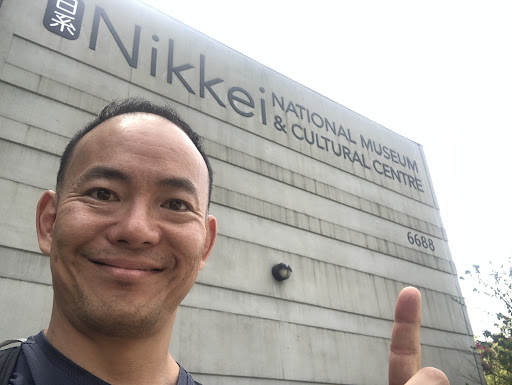 日系
Nikkei
NATIONAL MUSEUM
& CULTURAL CENTRE
6688